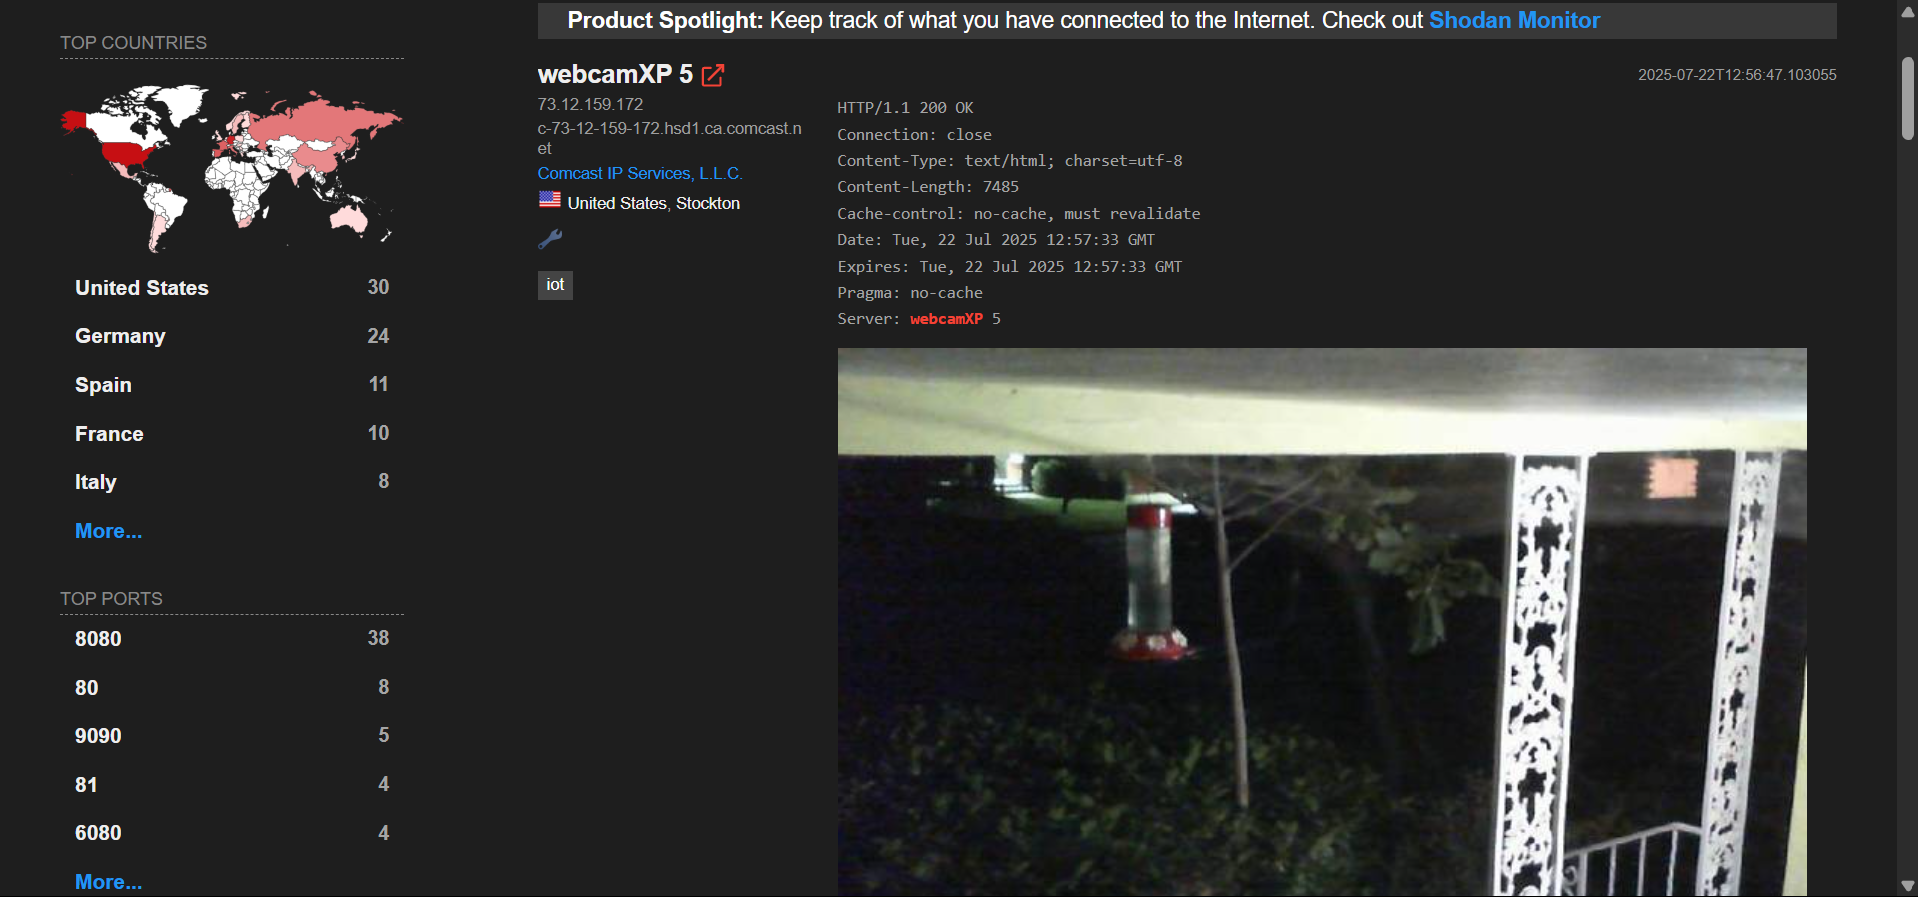 Product Spotlight: Keep track of what you have connected to the Internet. Check out Shodan Monitor
TOP COUNTRIES
United States 30
Germany 24
Spain 11
France 10
Italy 8
More...
TOP PORTS
8080 38
80 8
9090 5
81 4
6080 4
More...
webcamXP 5
2025-07-22T12:56:47.103055
73.12.159.172
c-73-12-159-172.hsd1.ca.comcast.n
et
Comcast IP Services, L.L.C.
United States, Stockton
iot
HTTP/1.1 200 OK
Connection: close
Content-Type: text/html; charset=utf-8
Content-Length: 7485
Cache-control: no-cache, must revalidate
Date: Tue, 22 Jul 2025 12:57:33 GMT
Expires: Tue, 22 Jul 2025 12:57:33 GMT
Pragma: no-cache
Server: webcamXP 5